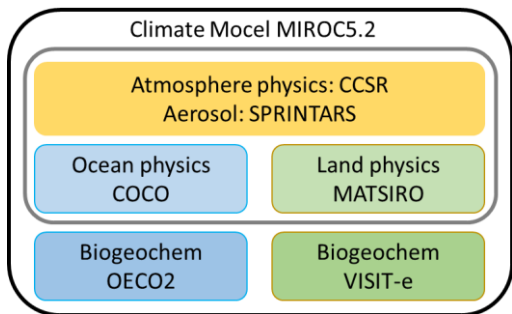 Climate Mocel MIROC5.2
Atmosphere physics: CCSR
Aerosol: SPRINTARS
Ocean physics
COCO
Land physics
MATSIRO
Biogeochem
OECO2
Biogeochem
VISIT-e